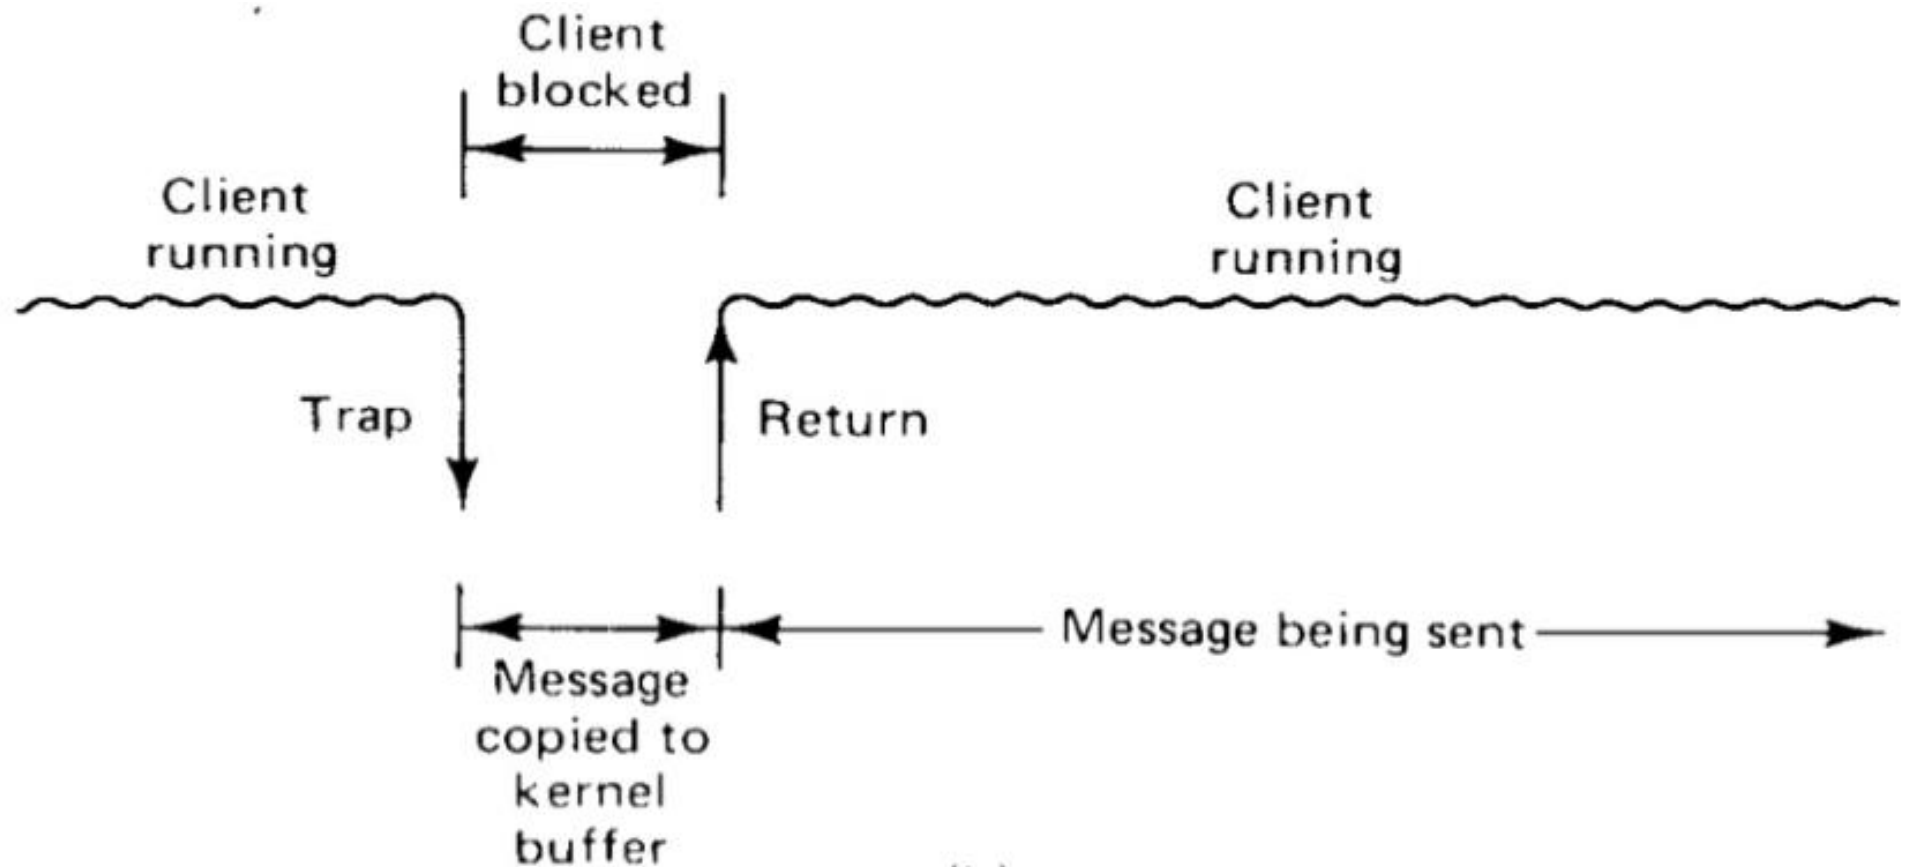 Client
blocked
Client
running
Client
running
Trap
Return
Message being sent
Message
copied to
kernel
buffer